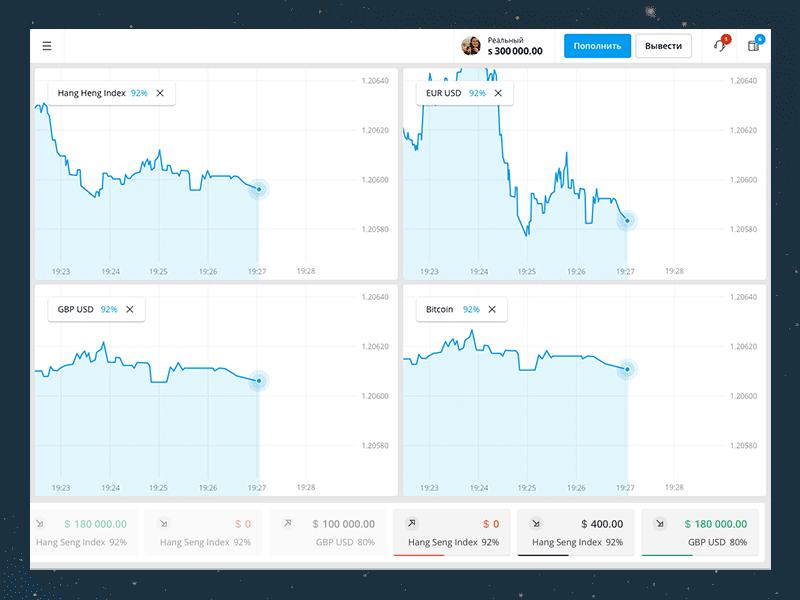 Реальный
$ 300 000.00
Пополнить
Вывести
1
6
Hang Heng Index 92%
1.20640
1.20620
1.20600
1.20580
19:23 19:24 19:25 19:26 19:27 19:28
EUR USD 92%
1.20640
1.20620
1.20600
1.20580
19:23 19:24 19:25 19:26 19:27 19:28
GBP USD 92%
1.20640
1.20620
1.20600
1.20580
19:23 19:24 19:25 19:26 19:27 19:28
Bitcoin 92%
1.20640
1.20620
1.20600
1.20580
19:23 19:24 19:25 19:26 19:27 19:28
$ 180 000.00
Hang Seng Index 92%
$ 0
Hang Seng Index 92%
$ 100 000.00
GBP USD 80%
$ 0
Hang Seng Index 92%
$ 400.00
Hang Seng Index 92%
$ 180 000.00
GBP USD 80%